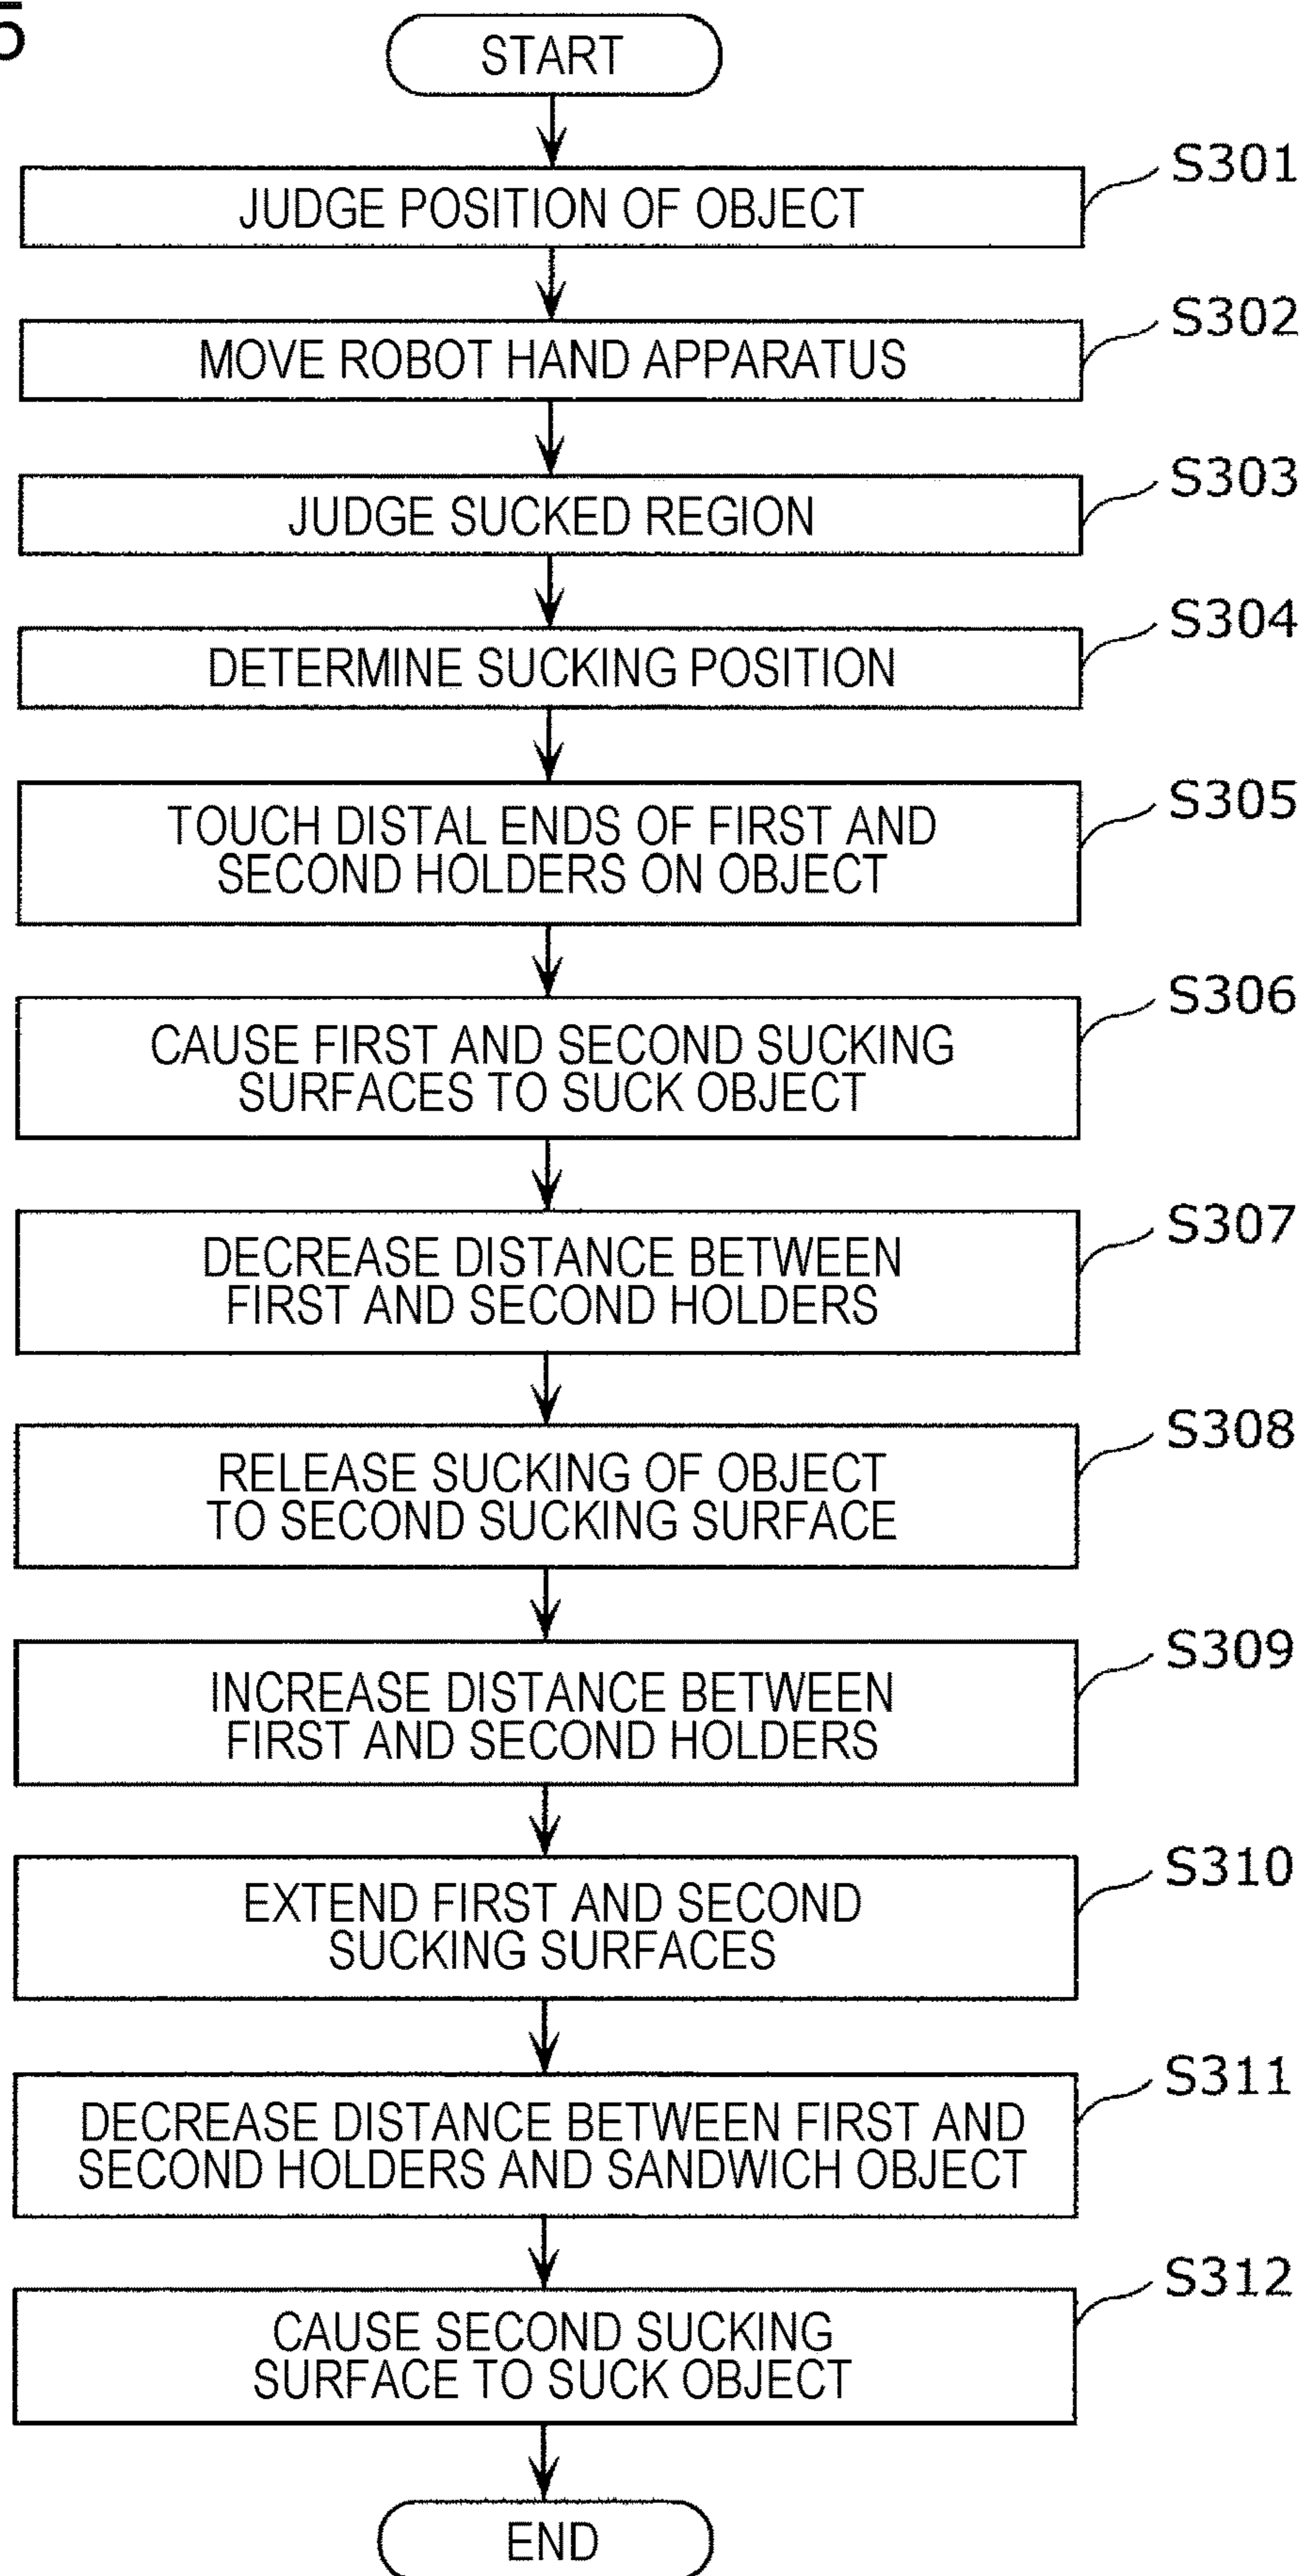 5
START
S301
JUDGE POSITION OF OBJECT
S302
MOVE ROBOT HAND APPARATUS
S303
JUDGE SUCKED REGION
S304
DETERMINE SUCKING POSITION
S305
TOUCH DISTAL ENDS OF FIRST AND
SECOND HOLDERS ON OBJECT
S306
CAUSE FIRST AND SECOND SUCKING
SURFACES TO SUCK OBJECT
S307
DECREASE DISTANCE BETWEEN
FIRST AND SECOND HOLDERS
S308
RELEASE SUCKING OF OBJECT
TO SECOND SUCKING SURFACE
S309
INCREASE DISTANCE BETWEEN
FIRST AND SECOND HOLDERS
S310
EXTEND FIRST AND SECOND
SUCKING SURFACES
S311
DECREASE DISTANCE BETWEEN FIRST AND
SECOND HOLDERS AND SANDWICH OBJECT
S312
CAUSE SECOND SUCKING
SURFACE TO SUCK OBJECT
END